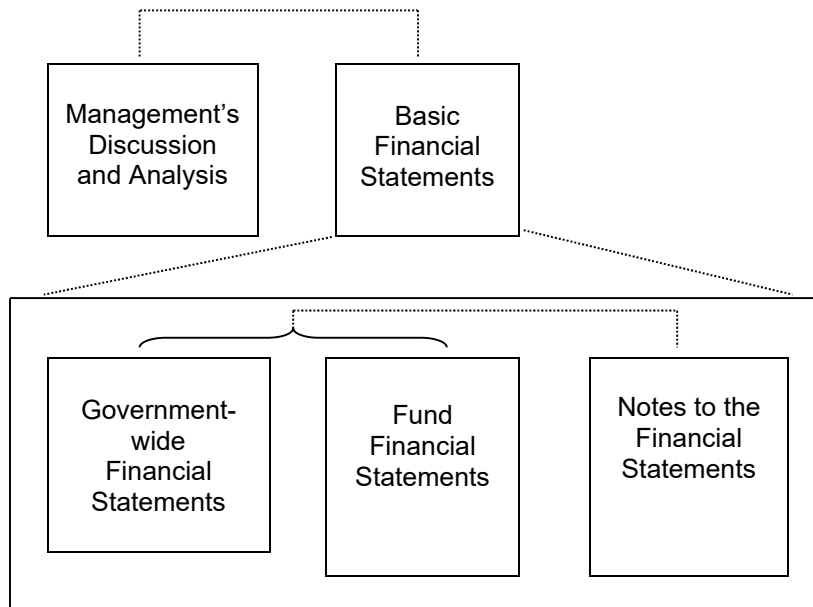 Management’s
Discussion
and Analysis
Basic
Financial
Statements
Government-
wide
Financial
Statements
Fund
Financial
Statements
Notes to the
Financial
Statements